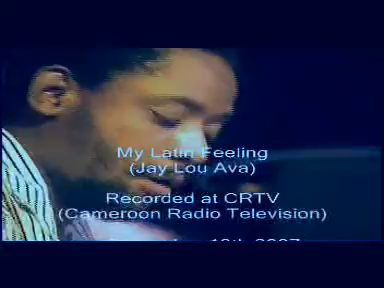 My Latin Feeling
(Jay Lou Ava)
Recorded at CRTV
(Cameroon Radio Television)